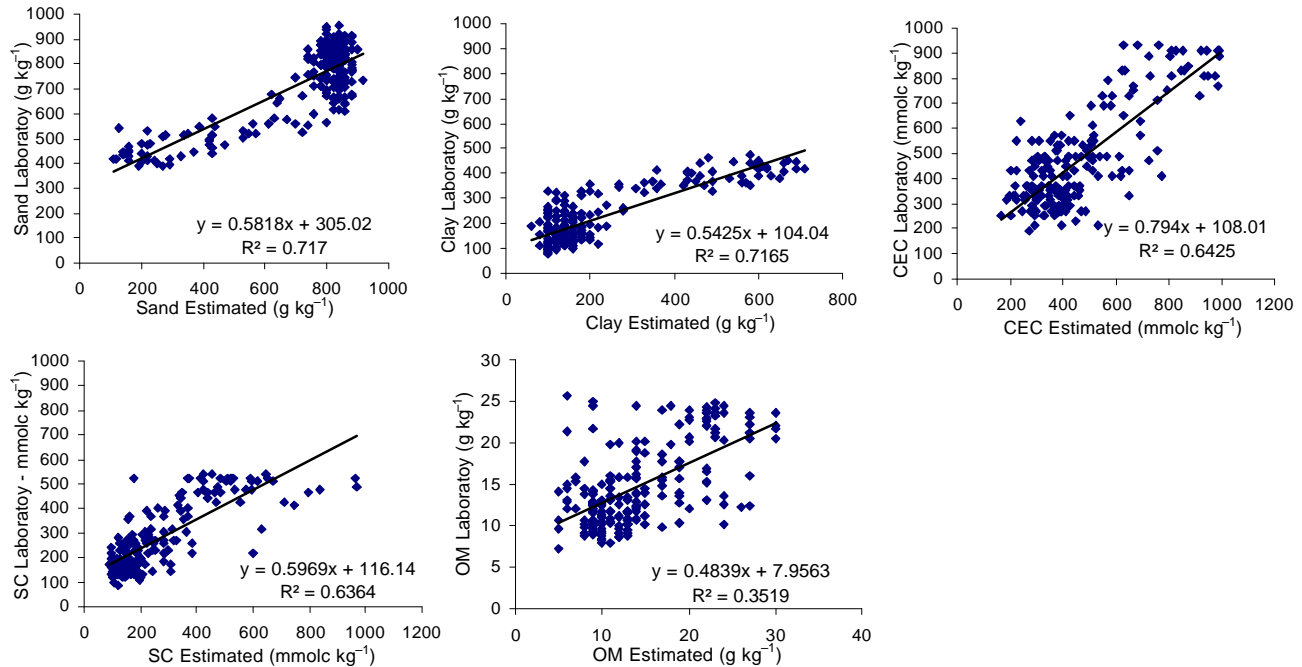 1000
900
800
700
600
500
400
300
200
100
0
0 200 400 600 800 1000
Sand Laboratoy (g kg⁻¹)
Sand Estimated (g kg⁻¹)
y = 0.5818x + 305.02
R² = 0.717
1000
900
800
700
600
500
400
300
200
100
0
0 200 400 600 800
Clay Laboratoy (g kg⁻¹)
Clay Estimated (g kg⁻¹)
y = 0.5425x + 104.04
R² = 0.7165
1000
900
800
700
600
500
400
300
200
100
0
0 200 400 600 800 1000 1200
CEC Laboratoy (mmolc kg⁻¹)
CEC Estimated (mmolc kg⁻¹)
y = 0.794x + 108.01
R² = 0.6425
1000
900
800
700
600
500
400
300
200
100
0
0 200 400 600 800 1000 1200
SC Laboratoy - mmolc kg⁻¹)
SC Estimated (mmolc kg⁻¹)
y = 0.5969x + 116.14
R² = 0.6364
30
25
20
15
10
5
0
0 10 20 30 40
OM Laboratoy (g kg⁻¹)
OM Estimated (g kg⁻¹)
y = 0.4839x + 7.9563
R² = 0.3519